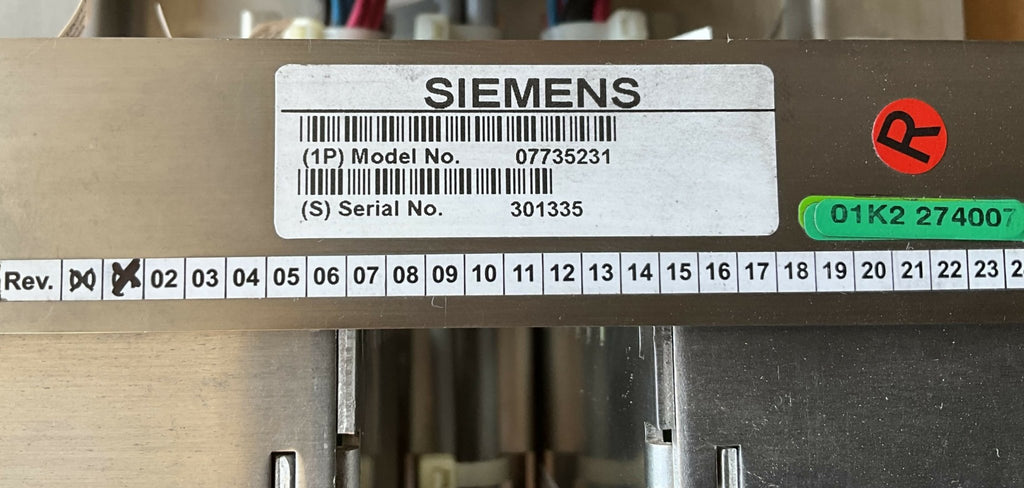 SIEMENS
(1P) Model No. 07735231
(S) Serial No. 301335
R
01K2 274007
Rev. 00 02 03 04 05 06 07 08 09 10 11 12 13 14 15 16 17 18 19 20 21 22 23